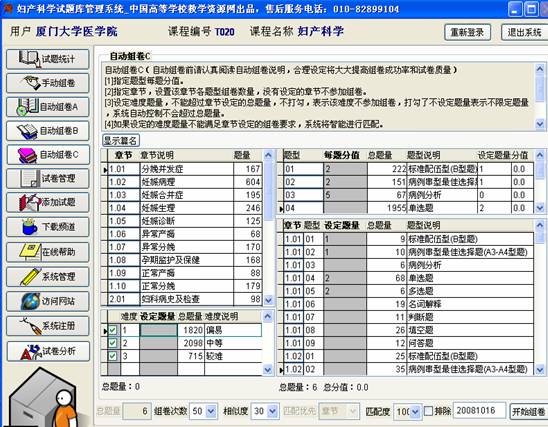 妇产科学试题库管理系统_中国高等学校教学资源网出品，售后服务电话：010-82899104
用户 厦门大学医学院 课程编号 T020 课程名称 妇产科学 重新登录 退出系统
试题统计
手动组卷
自动组卷A
自动组卷B
自动组卷C
试卷管理
添加试题
下载频道
在线帮助
系统管理
访问网站
系统注册
试卷分析
自动组卷C
自动组卷C（自动组卷前请认真阅读自动组卷说明，合理设定将大大提高组卷成功率和试卷质量）
[1]指定题型每题分值。
[2]指定章节，设置该章节各题型组卷数量，没有设定的章节不参加组卷。
[3]设定难度题量，不能超过章节设定的总题量，不打勾，表示该难度不参加组卷，打勾了不设定题量表示不限定题量，系统自动控制不会超过总题量。
[4]如果设定的难度题量不能满足章节设定的组卷要求，系统将智能进行匹配。
显示篇名
章节 章节说明 题量
1.01 分娩并发症 167
1.02 妊娠病理 604
1.03 妊娠合并症 195
1.04 妊娠生理 246
1.05 妊娠诊断 125
1.06 异常产褥 68
1.07 异常分娩 170
1.08 孕期监护及保健 168
1.09 正常产褥 88
1.10 正常分娩 179
2.01 妇科病史及检查 98
题型 每题分值 总题量 题型说明 设定题量 分值
01 2 222 标准配伍型(B型题) 1 0.0
02 2 151 病例串型最佳选择题 1 0.0
03 5 67 病例分析 0 0.0
04 1955 单选题 2 0.0
章节 题型 设定题量 总题量 题型说明
1.01 01 1 9 标准配伍型(B型题)
1.01 02 1 10 病例串型最佳选择题(A3-A4型题)
1.01 03 6 病例分析
1.01 04 2 68 单选题
1.01 05 2 6 多选题
1.01 06 19 名词解释
1.01 07 11 判断题
1.01 08 26 填空题
1.01 09 12 问答题
1.02 01 25 标准配伍型(B型题)
1.02 02 35 病例串型最佳选择题(A3-A4型题)
难度 设定题量 总题量 难度说明
1 1820 偏易
2 2098 中等
3 715 较难
总题量：0
总题量：6 总分值：0.0
总题量 6 组卷次数 50 相似度 30 匹配优先 章节 匹配度 100 排除 20081016 开始组卷